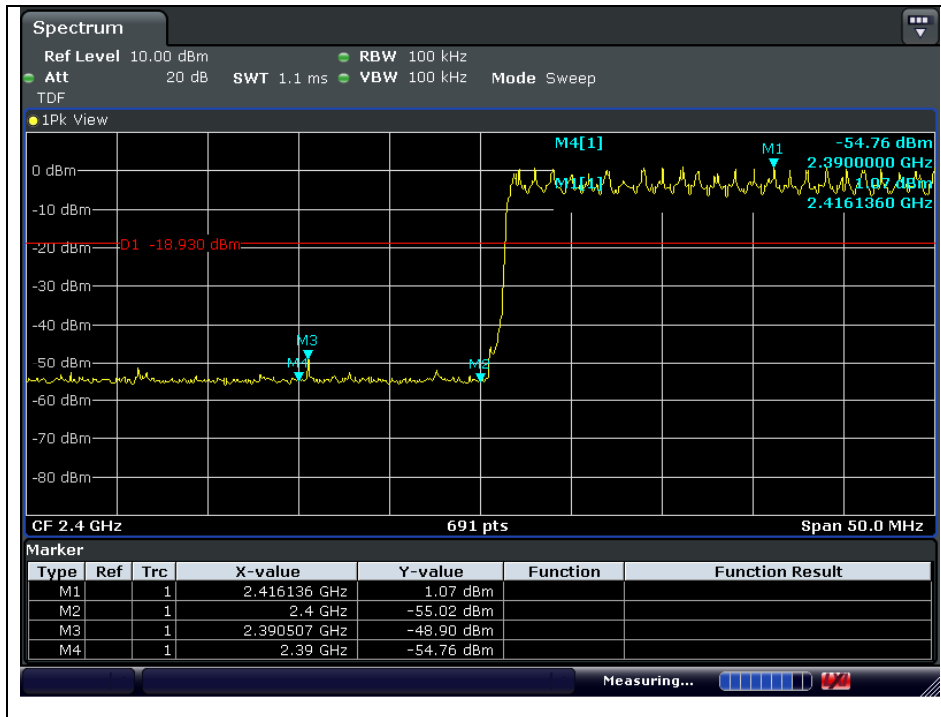 Spectrum
Ref Level 10.00 dBm RBW 100 kHz
Att 20 dB SWT 1.1 ms VBW 100 kHz Mode Sweep
TDF
1Pk View
M4[1] -54.76 dBm
2.3900000 GHz
M1[1] 1.07 dBm
2.4161360 GHz
M1
0 dBm
-10 dBm
D1 -18.930 dBm
-20 dBm
-30 dBm
-40 dBm
M3
-50 dBm
M4
M2
-60 dBm
-70 dBm
-80 dBm
CF 2.4 GHz 691 pts Span 50.0 MHz
Marker
Type Ref Trc X-value Y-value Function Function Result
M1 1 2.416136 GHz 1.07 dBm
M2 1 2.4 GHz -55.02 dBm
M3 1 2.390507 GHz -48.90 dBm
M4 1 2.39 GHz -54.76 dBm
Measuring...